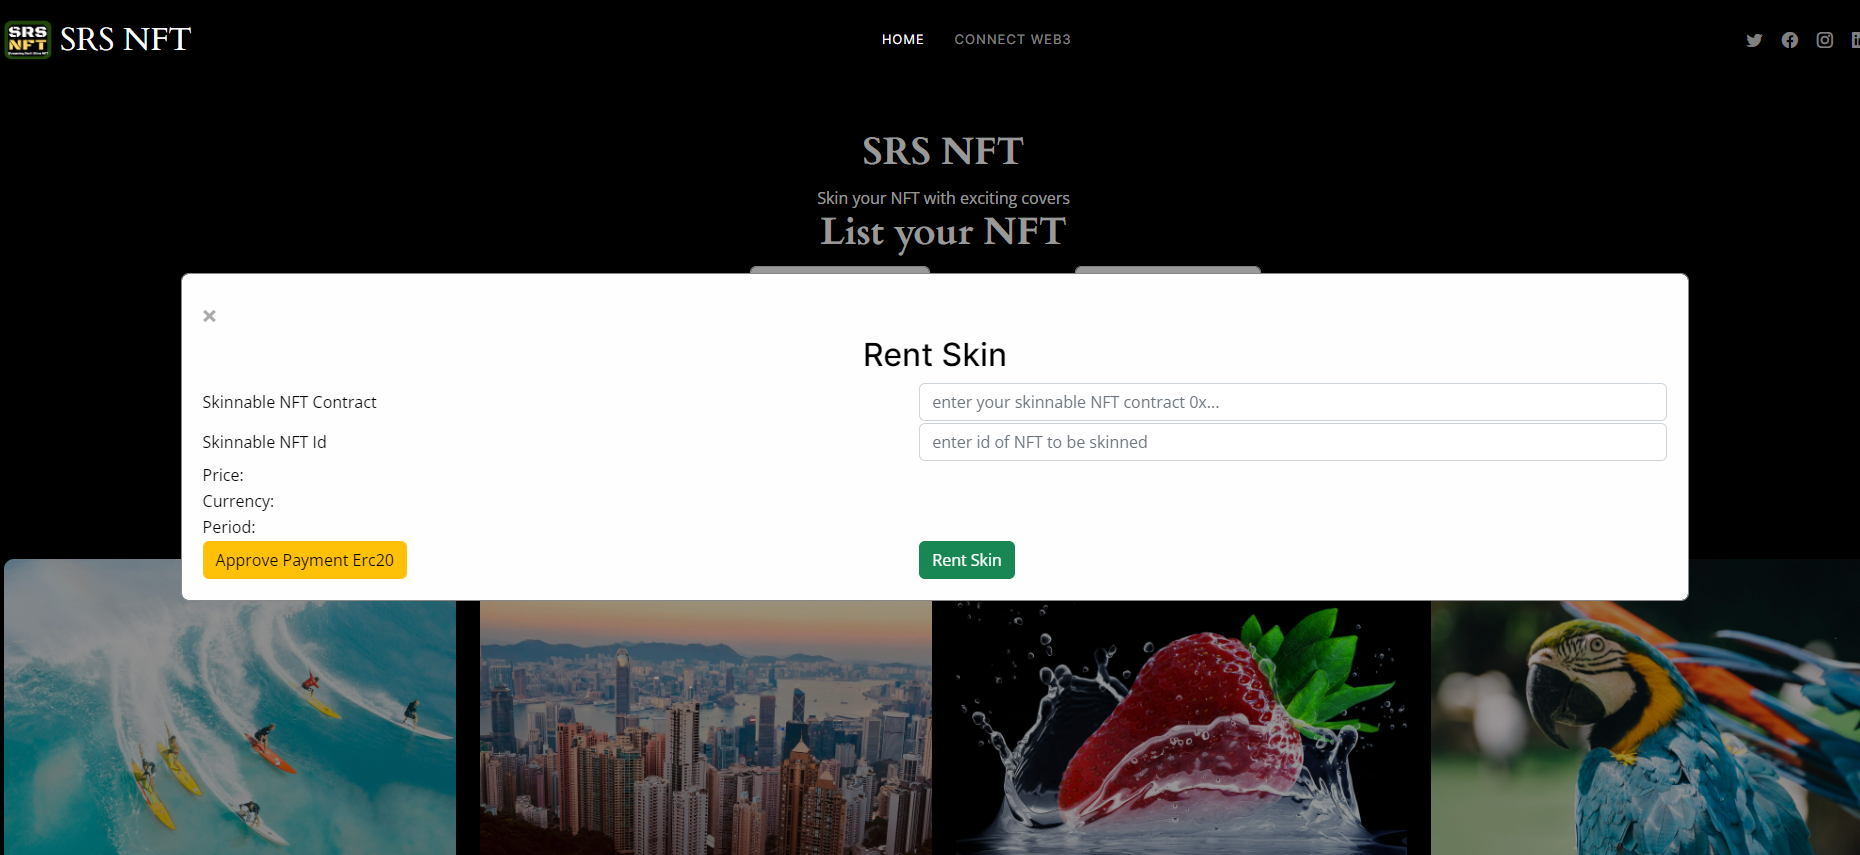 SRS
NFT
SRS NFT
HOME
CONNECT WEB3
SRS NFT
Skin your NFT with exciting covers
List your NFT
×
Rent Skin
Skinnable NFT Contract
enter your skinnable NFT contract 0x...
Skinnable NFT Id
enter id of NFT to be skinned
Price:
Currency:
Period:
Approve Payment Erc20
Rent Skin